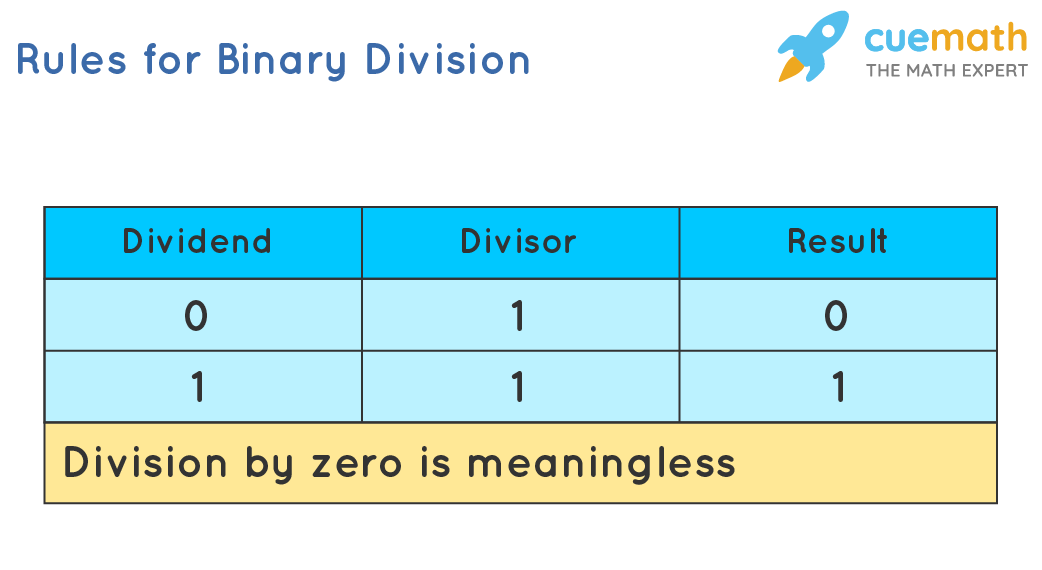 Rules for Binary Division
cuemath
THE MATH EXPERT
Dividend Divisor Result
0 1 0
1 1 1
Division by zero is meaningless